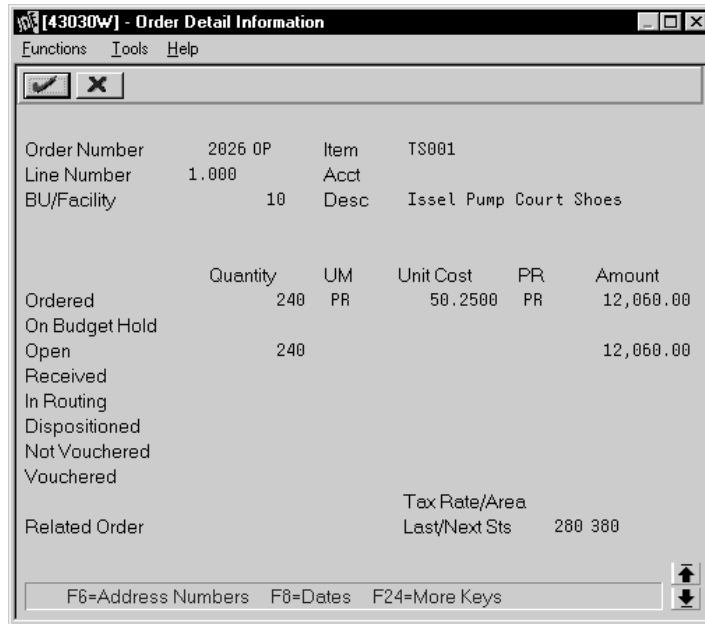 JDE [43030W] - Order Detail Information
Functions Tools Help
Order Number 2026 OP Item TS001
Line Number 1.000 Acct
BU/Facility 10 Desc Issel Pump Court Shoes
Quantity UM Unit Cost PR Amount
Ordered 240 PR 50.2500 PR 12,060.00
On Budget Hold
Open 240 12,060.00
Received
In Routing
Dispositioned
Not Vouchered
Vouchered
Tax Rate/Area
Related Order Last/Next Sts 280 380
F6=Address Numbers F8=Dates F24=More Keys